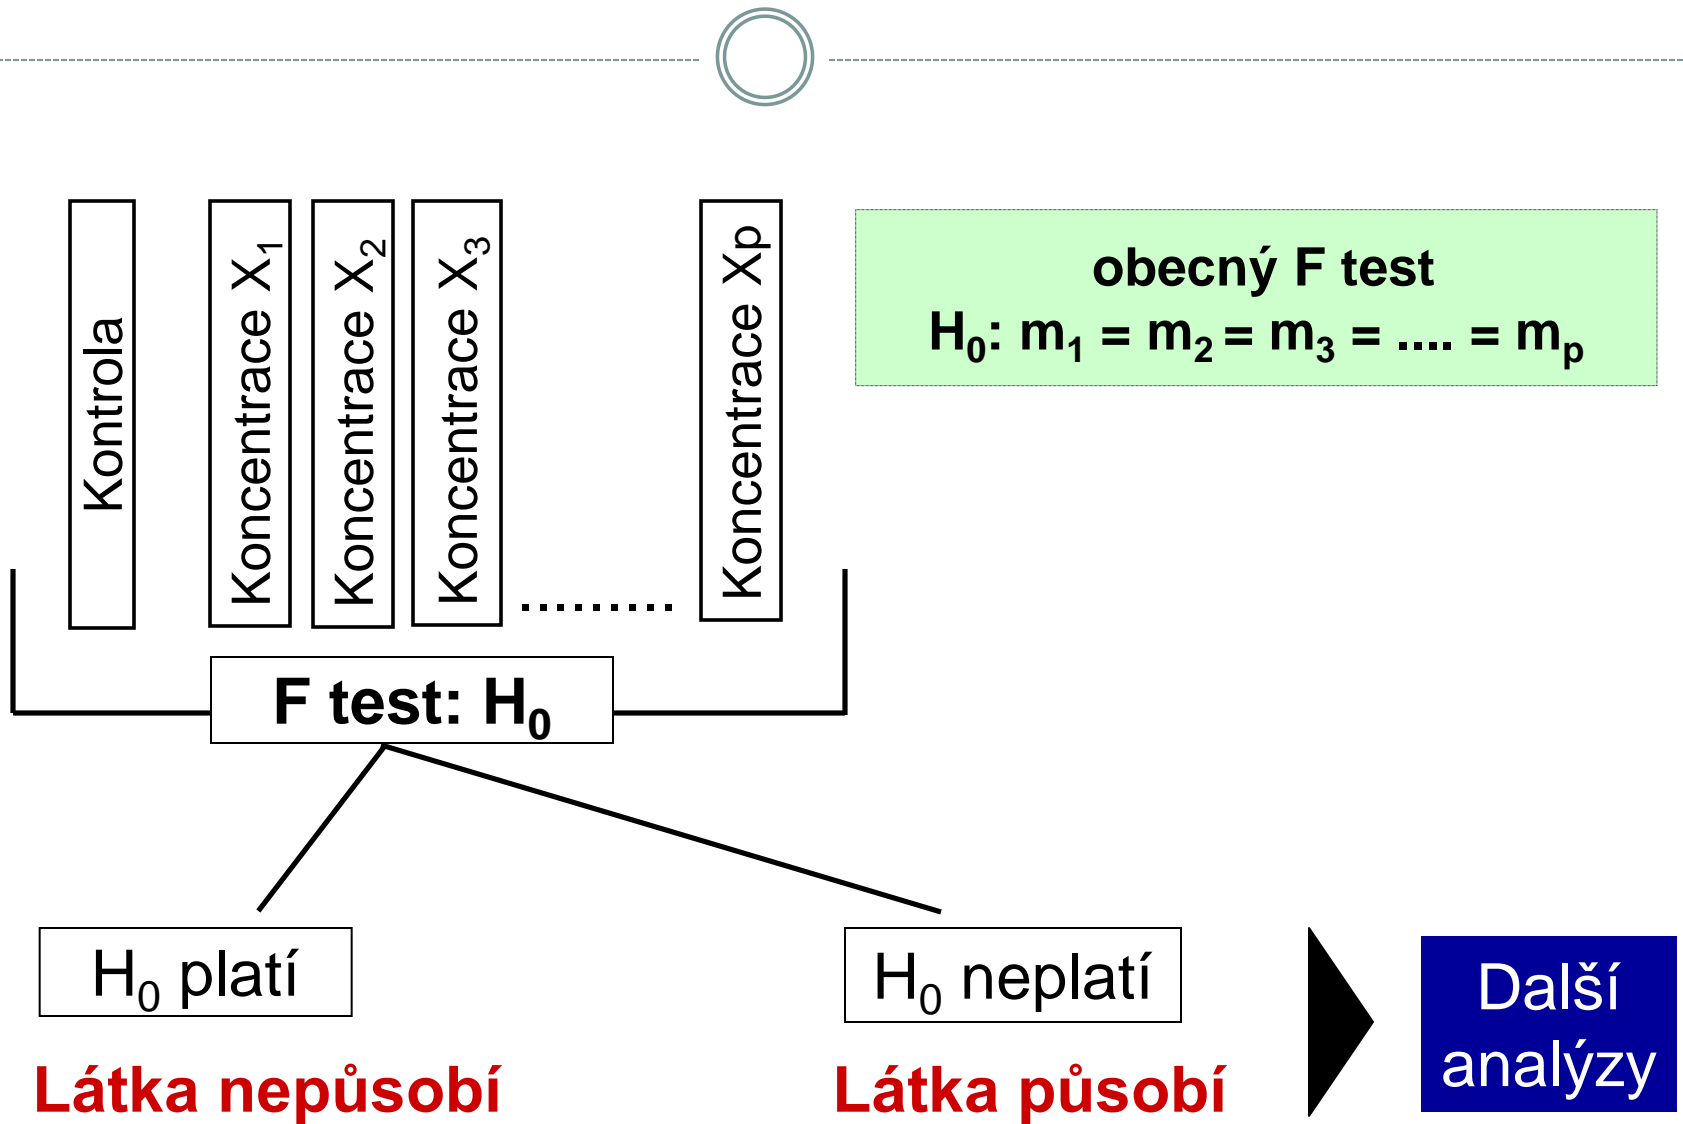 Kontrola
Koncentrace X₁
Koncentrace X₂
Koncentrace X₃
.........
Koncentrace Xp
obecný F test
H₀: m₁ = m₂ = m₃ = .... = mₚ
F test: H₀
H₀ platí
H₀ neplatí
Další
analýzy
Látka nepůsobí
Látka působí